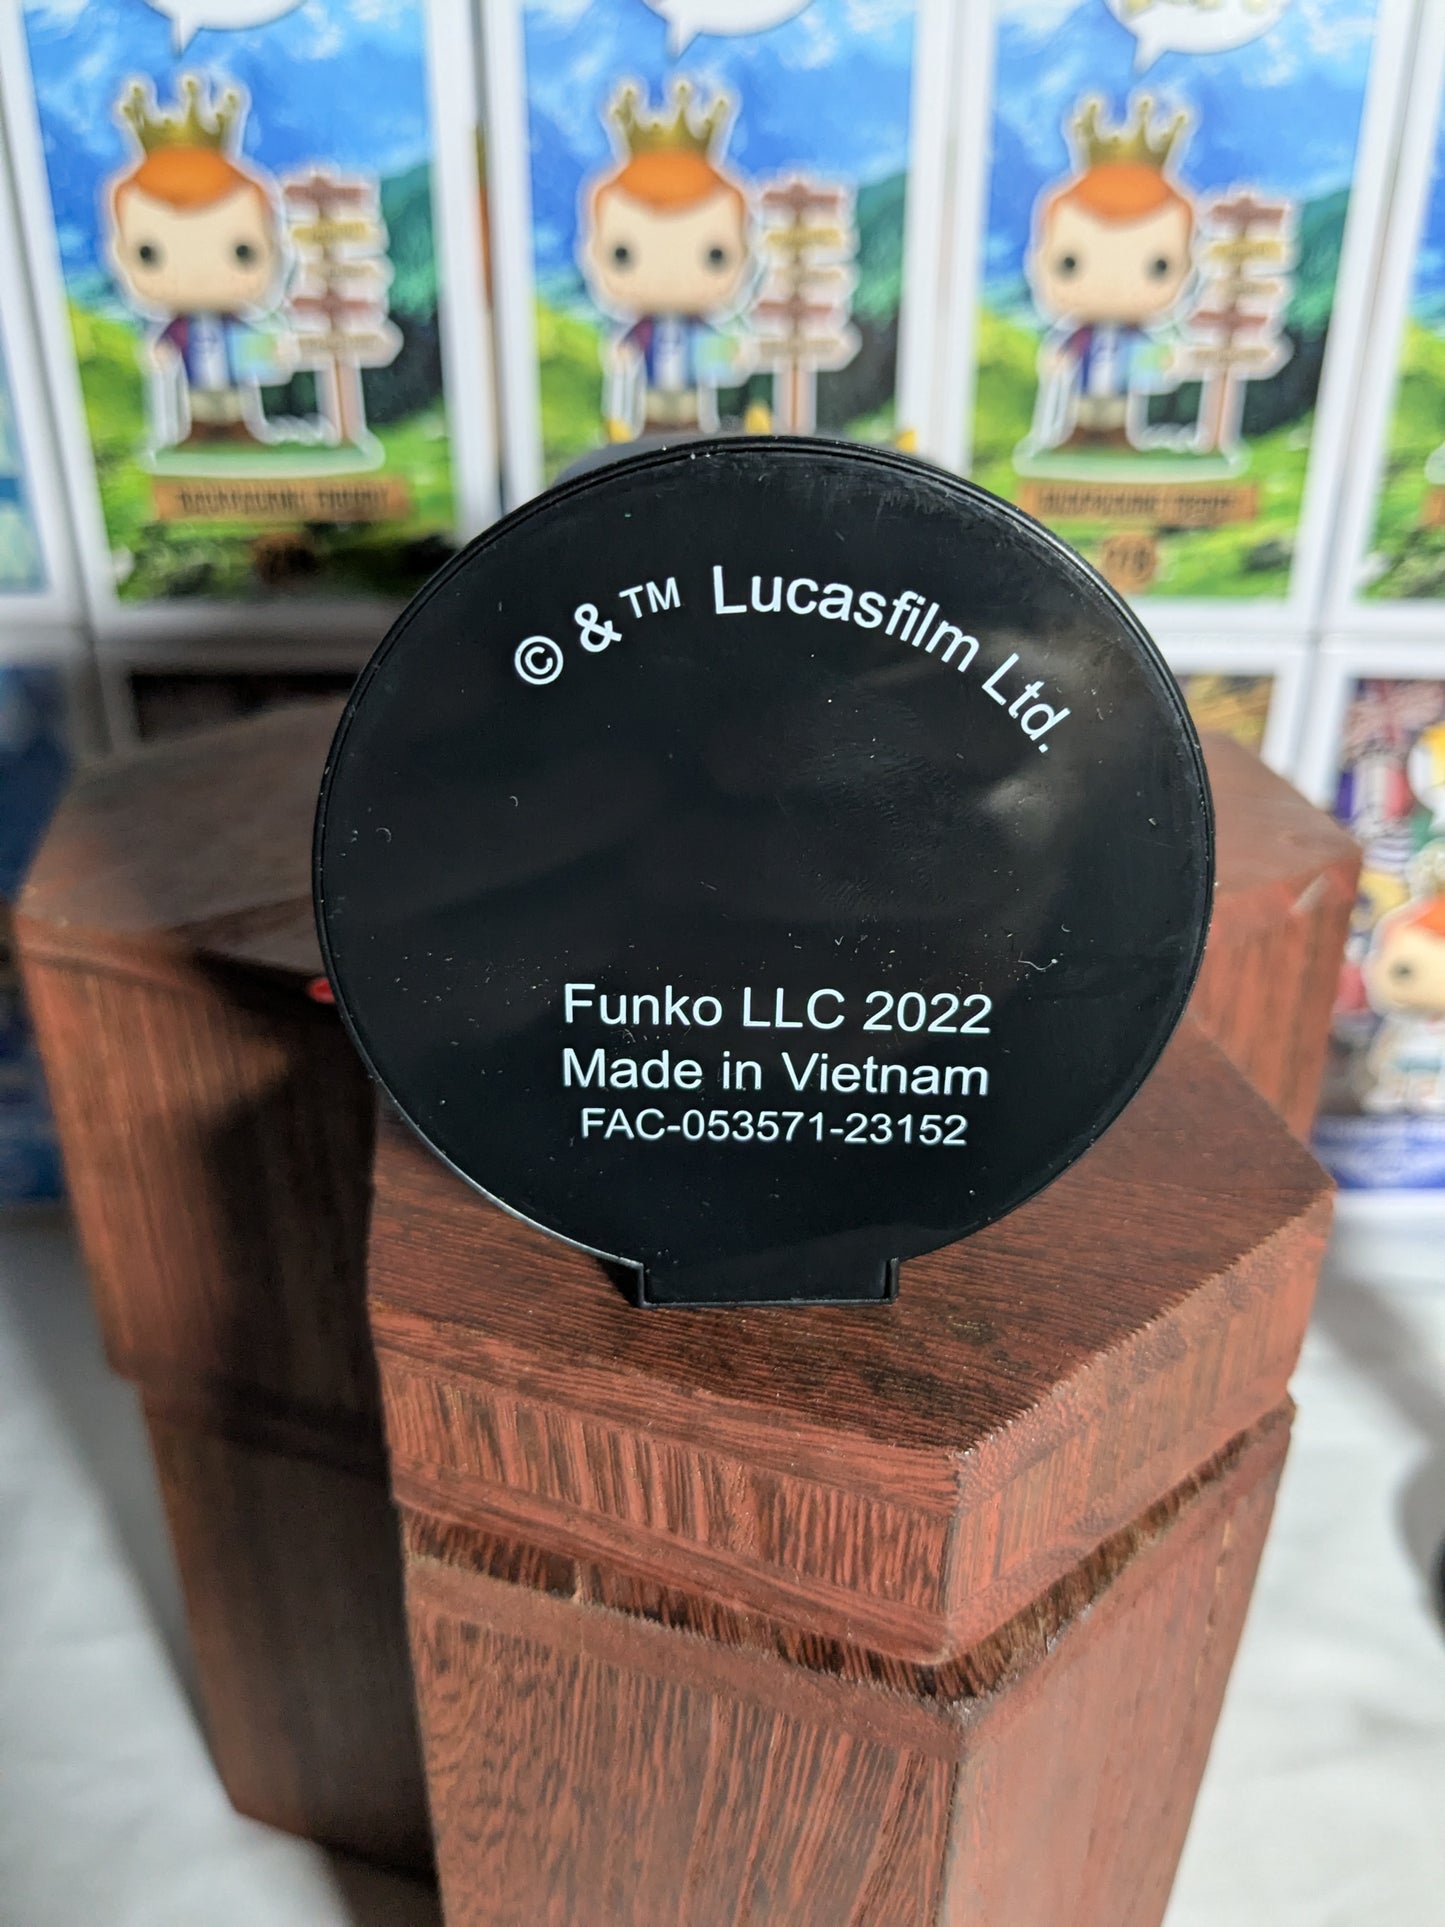 © & ™ Lucasfilm Ltd.
Funko LLC 2022
Made in Vietnam
FAC-053571-23152